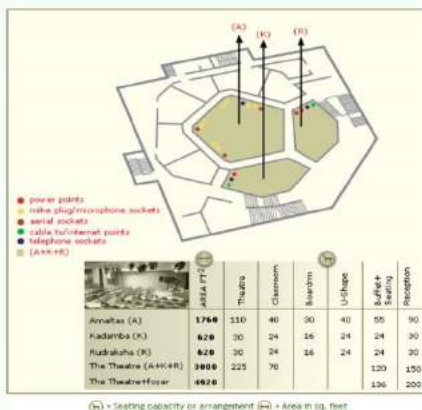 (A)
(K)
(R)
power points
mike plug/microphone sockets
aerial sockets
cable tv/internet points
telephone sockets
(A+K+R)
AREA FT² Theatre Classroom Boardrm U-Shape Buffet+ Seating Reception
Amaltas (A) 1760 110 40 30 40 55 90
Kadamba (K) 620 30 24 16 24 24 30
Rudraksha (R) 620 30 24 16 24 24 30
The Theatre (A+K+R) 3000 225 70 120 150
The Theatre+foyer 4920 136 200
= Seating capacity or arrangement = Area in sq. feet